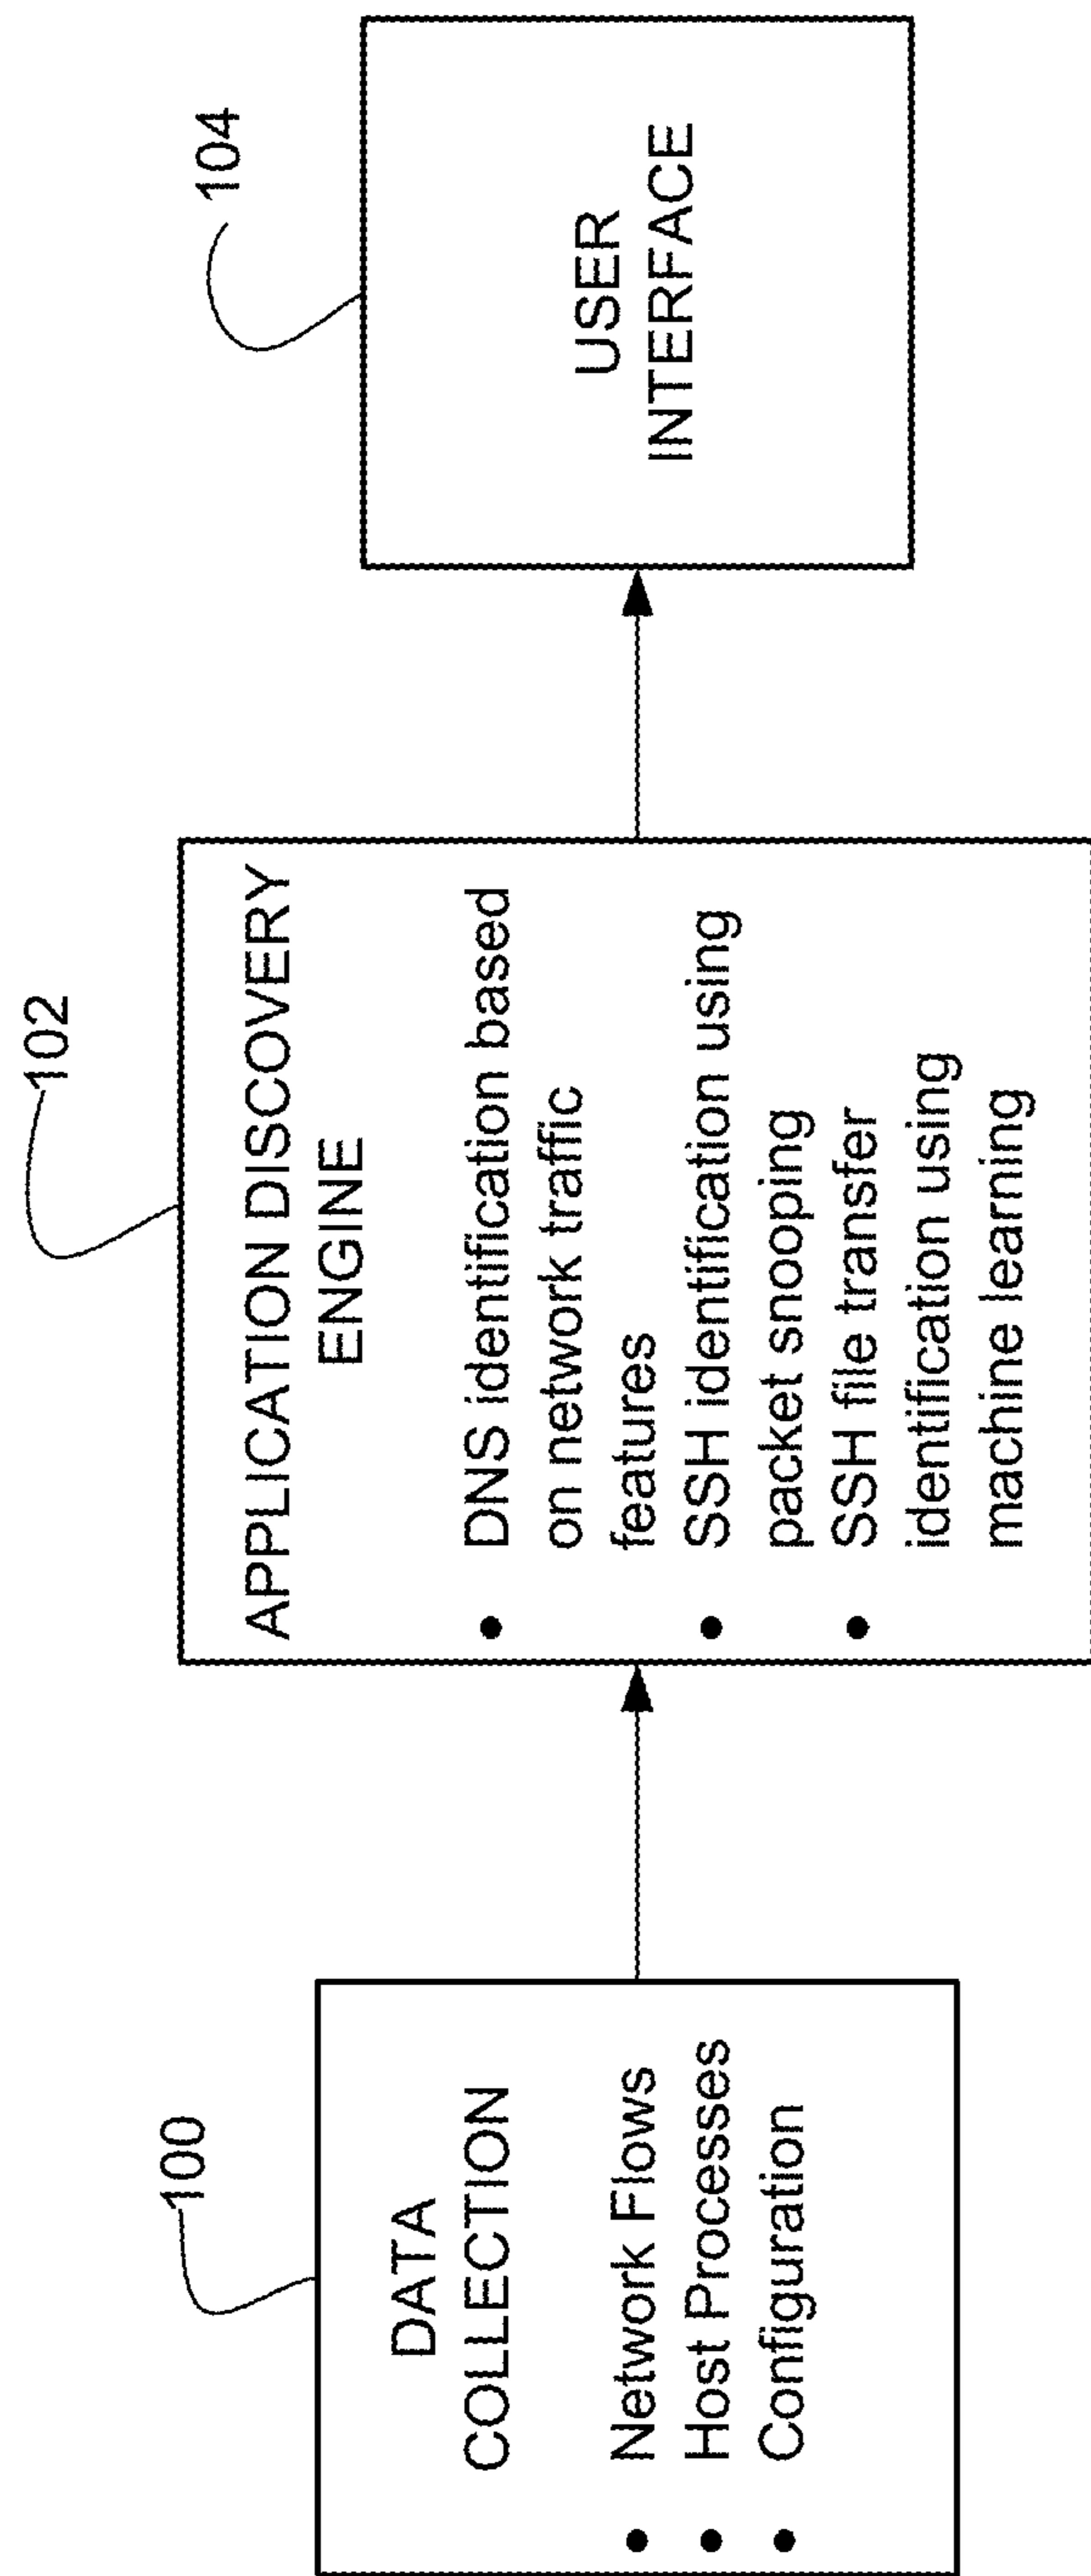 100
DATA
COLLECTION
• Network Flows
• Host Processes
• Configuration
102
APPLICATION DISCOVERY
ENGINE
• DNS identification based
on network traffic
features
• SSH identification using
packet snooping
• SSH file transfer
identification using
machine learning
104
USER
INTERFACE